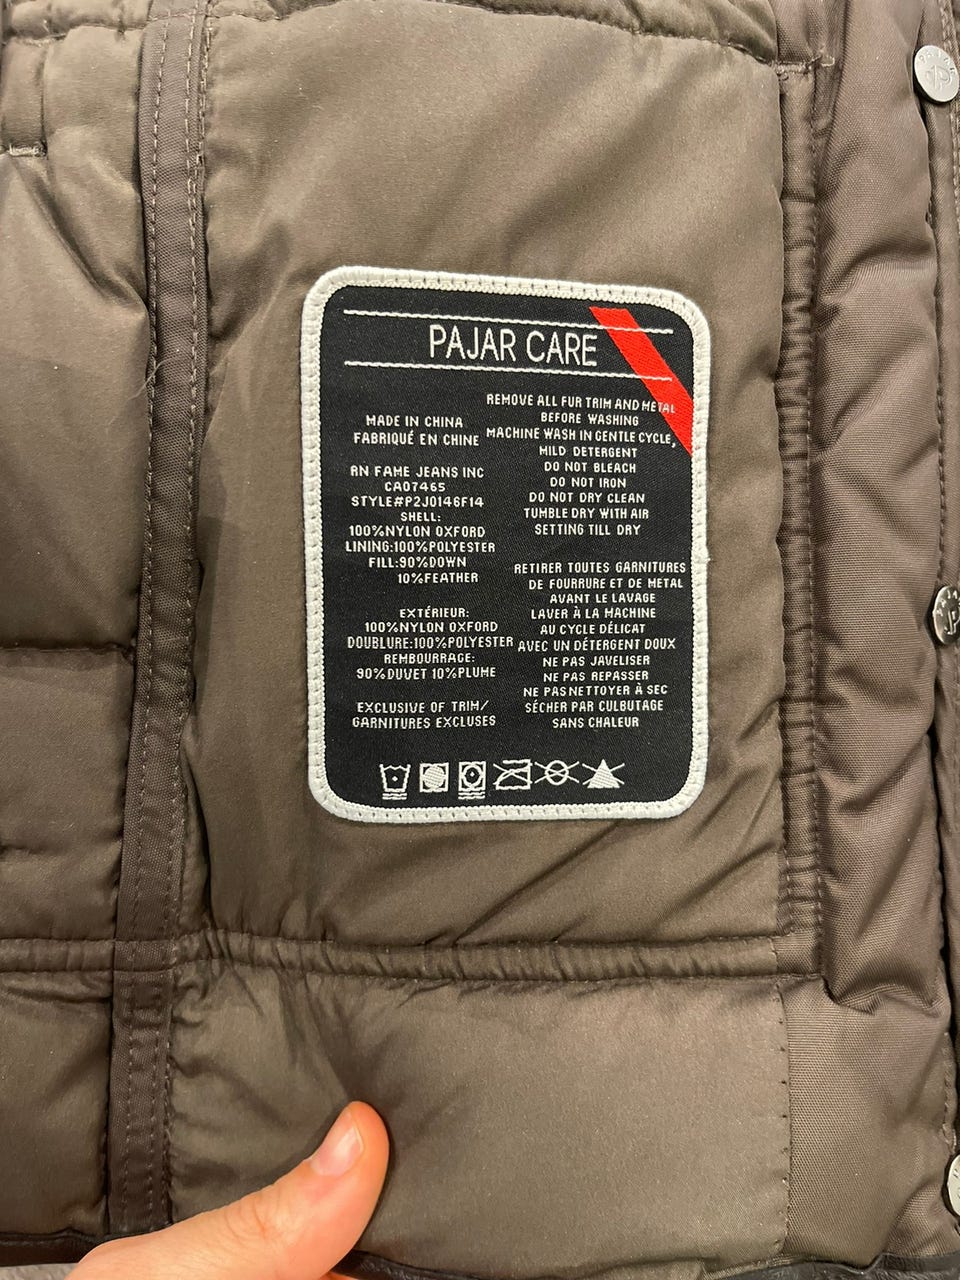 PAJAR CARE
MADE IN CHINA
FABRIQUÉ EN CHINE
RN FAME JEANS INC
CA07465
STYLE#P2J0146F14
SHELL:
100%NYLON OXFORD
LINING:100%POLYESTER
FILL:90%DOWN
10%FEATHER
EXTÉRIEUR:
100%NYLON OXFORD
DOUBLURE:100%POLYESTER
REMBOURRAGE:
90%DUVET 10%PLUME
EXCLUSIVE OF TRIM/
GARNITURES EXCLUSES
REMOVE ALL FUR TRIM AND METAL
BEFORE WASHING
MACHINE WASH IN GENTLE CYCLE,
MILD DETERGENT
DO NOT BLEACH
DO NOT IRON
DO NOT DRY CLEAN
TUMBLE DRY WITH AIR
SETTING TILL DRY
RETIRER TOUTES GARNITURES
DE FOURRURE ET DE METAL
AVANT LE LAVAGE
LAVER À LA MACHINE
AU CYCLE DÉLICAT
AVEC UN DÉTERGENT DOUX
NE PAS JAVELISER
NE PAS REPASSER
NE PAS NETTOYER À SEC
SÉCHER PAR CULBUTAGE
SANS CHALEUR